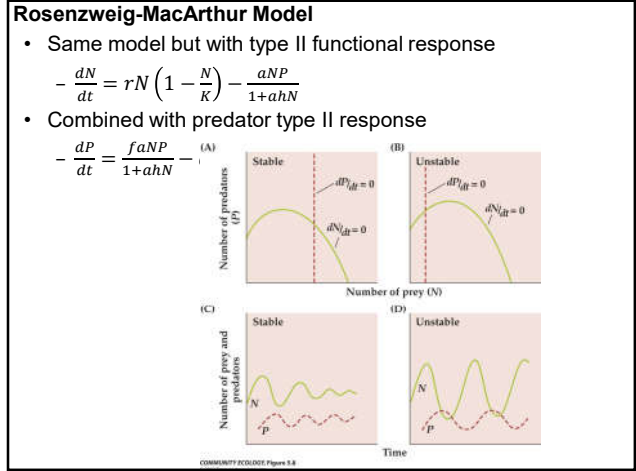 Rosenzweig-MacArthur Model
• Same model but with type II functional response
– dN/dt = rN (1 − N/K) − aNP/(1+ahN)
• Combined with predator type II response
– dP/dt = faNP/(1+ahN) −
(A)
Stable
dP/dt = 0
dN/dt = 0
Number of predators
(P)
(B)
Unstable
dP/dt = 0
dN/dt = 0
Number of prey (N)
(C)
Stable
N
P
Number of prey and
predators
(D)
Unstable
N
P
Time
COMMUNITY ECOLOGY, Figure 5.8